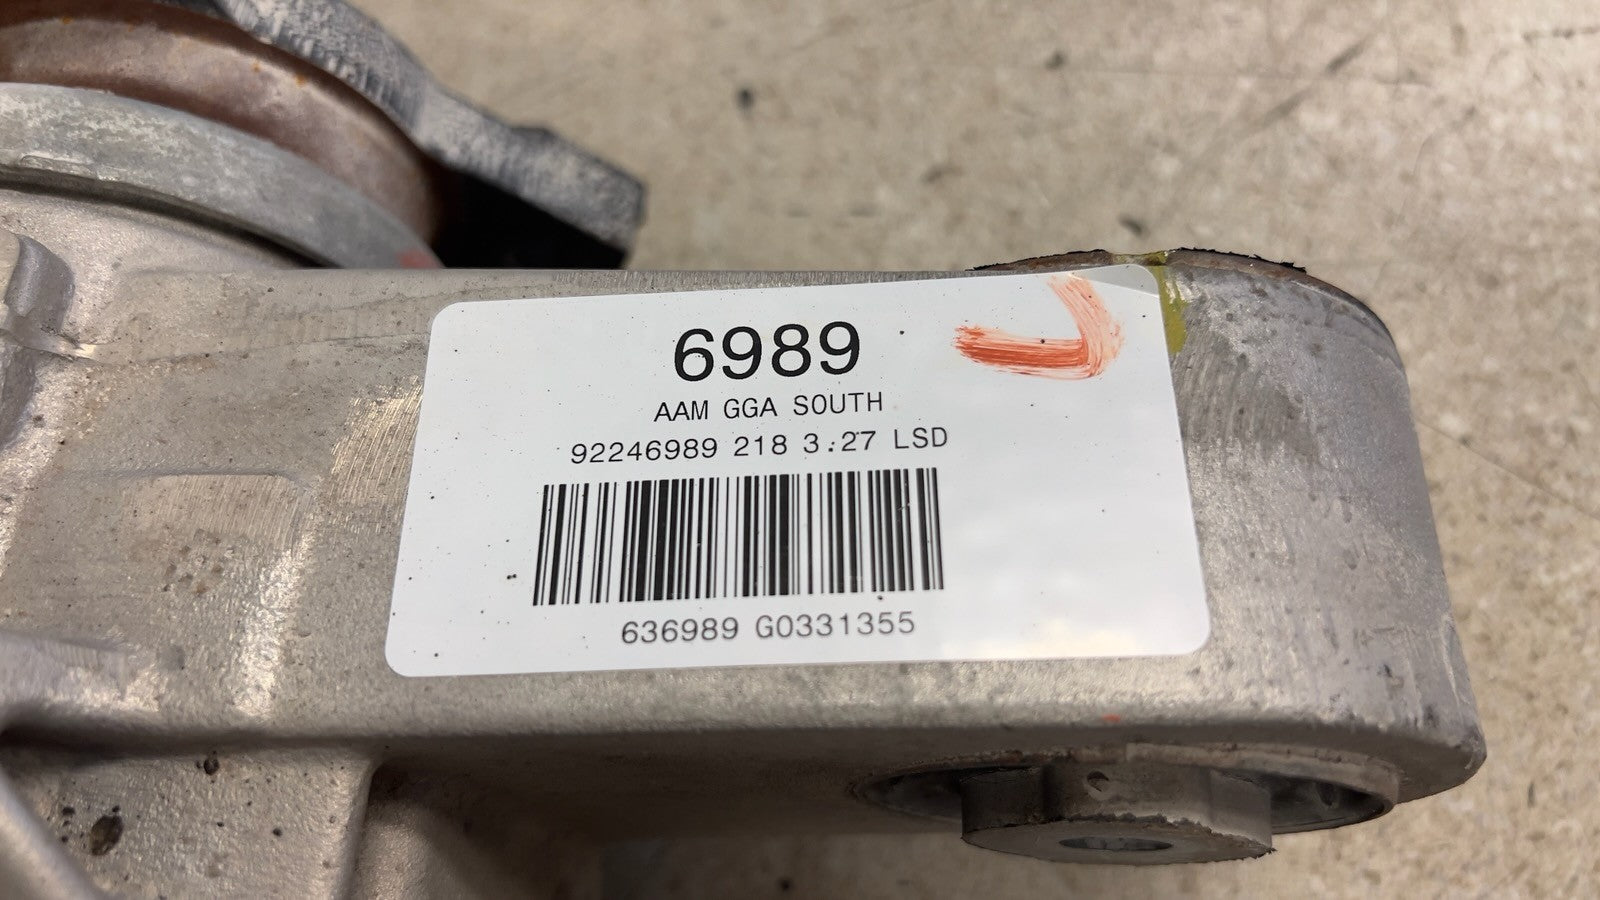 6989
AAM GGA SOUTH
92246989 218 3.27 LSD
636989 G0331355